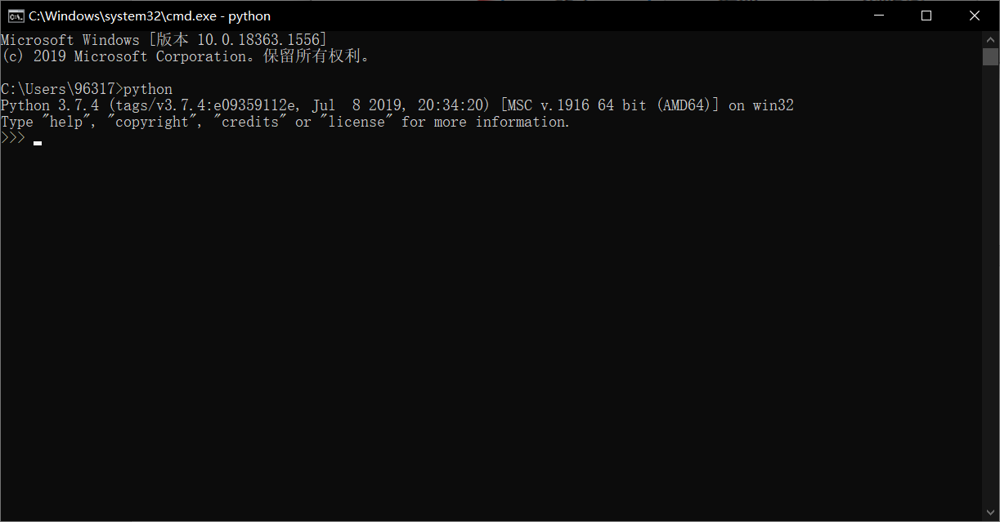 C:\Windows\system32\cmd.exe - python
Microsoft Windows [版本 10.0.18363.1556]
(c) 2019 Microsoft Corporation。保留所有权利。
C:\Users\96317>python
Python 3.7.4 (tags/v3.7.4:e09359112e, Jul  8 2019, 20:34:20) [MSC v.1916 64 bit (AMD64)] on win32
Type "help", "copyright", "credits" or "license" for more information.
>>>